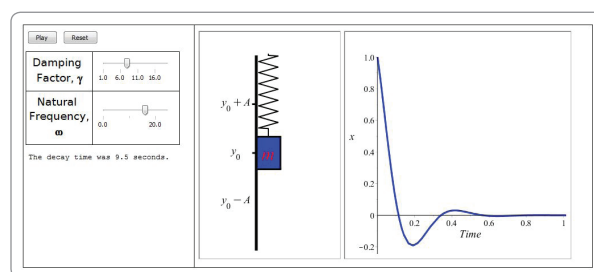 Play Reset
Damping
Factor, γ
1.0 6.0 11.0 16.0
Natural
Frequency,
ω
0.0 20.0
The decay time was 9.5 seconds.
y₀ + A
y₀
m
y₀ − A
1.0
0.8
0.6
x
0.4
0.2
0
−0.2
0.2 0.4 0.6 0.8 1
Time